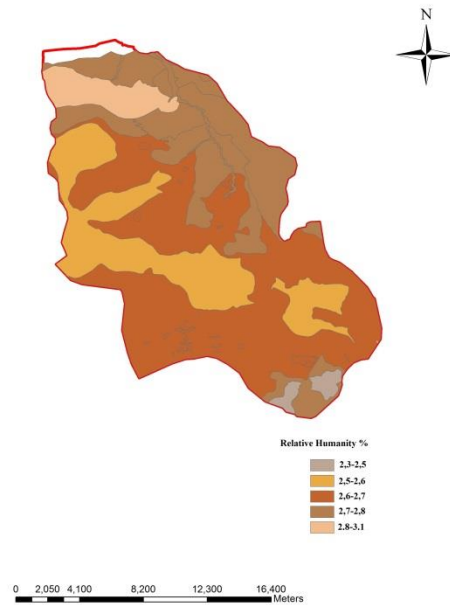 N
Relative Humanity %
2,3-2,5
2,5-2,6
2,6-2,7
2,7-2,8
2.8-3.1
0 2,050 4,100 8,200 12,300 16,400
Meters